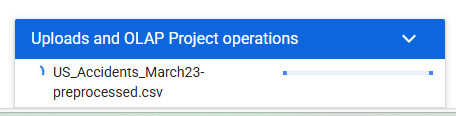 Uploads and OLAP Project operations
US_Accidents_March23-
preprocessed.csv